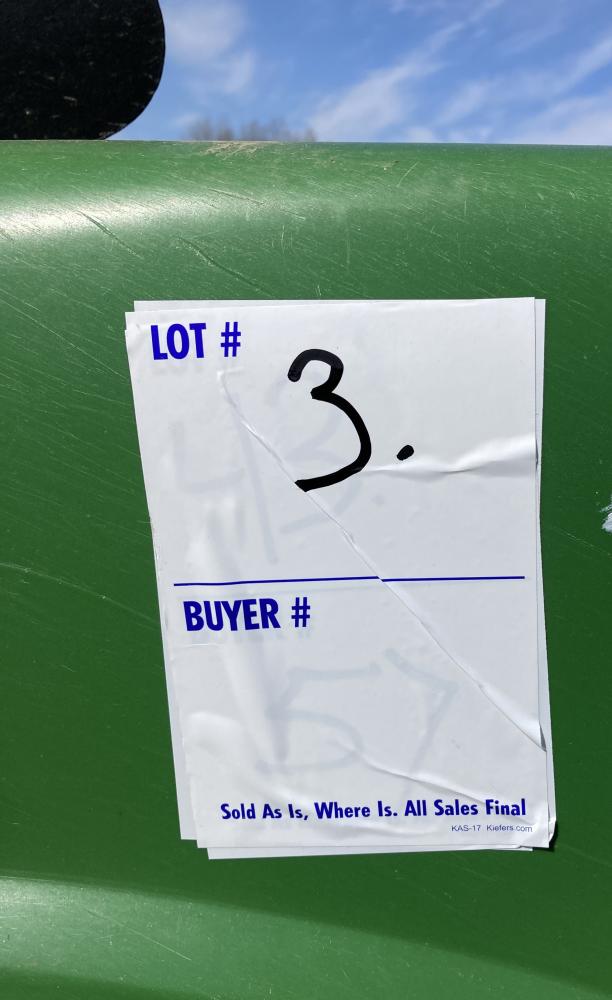 LOT #
3.
BUYER #
Sold As Is, Where Is. All Sales Final
KAS-17 Kiefers.com